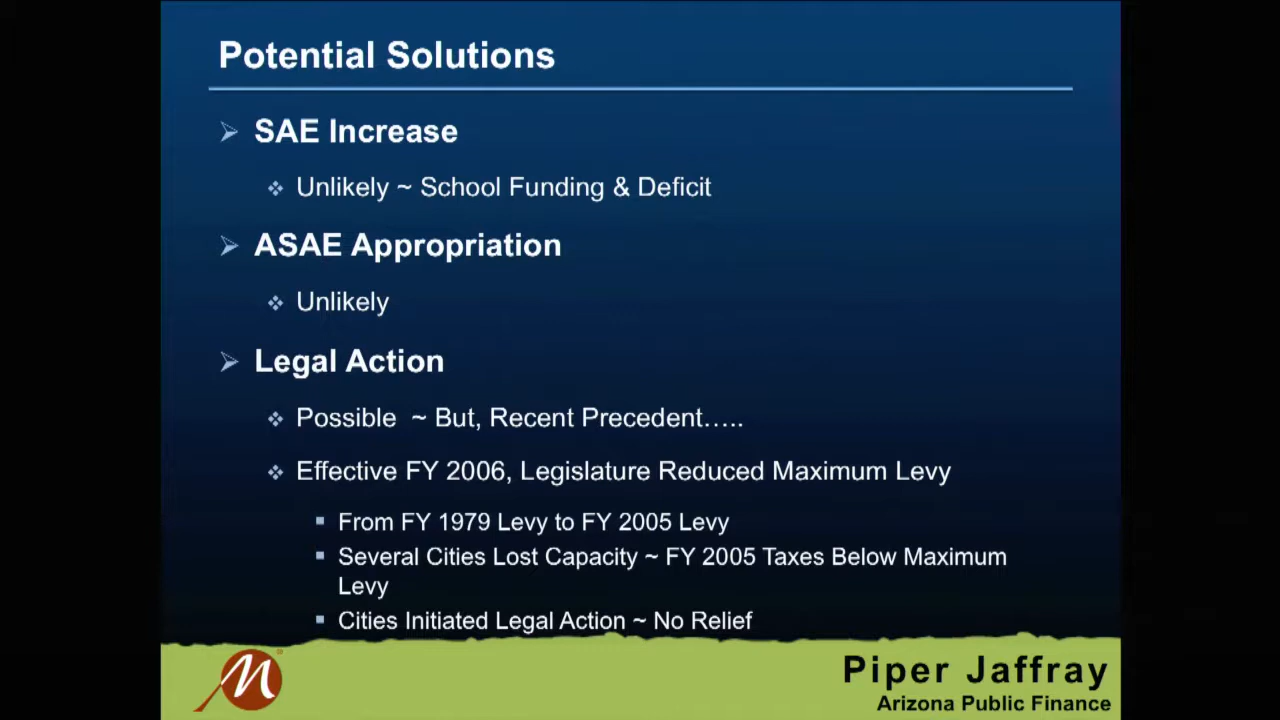 Potential Solutions
SAE Increase
Unlikely ~ School Funding & Deficit
ASAE Appropriation
Unlikely
Legal Action
Possible ~ But, Recent Precedent…..
Effective FY 2006, Legislature Reduced Maximum Levy
From FY 1979 Levy to FY 2005 Levy
Several Cities Lost Capacity ~ FY 2005 Taxes Below Maximum
Levy
Cities Initiated Legal Action ~ No Relief
M
Piper Jaffray
Arizona Public Finance